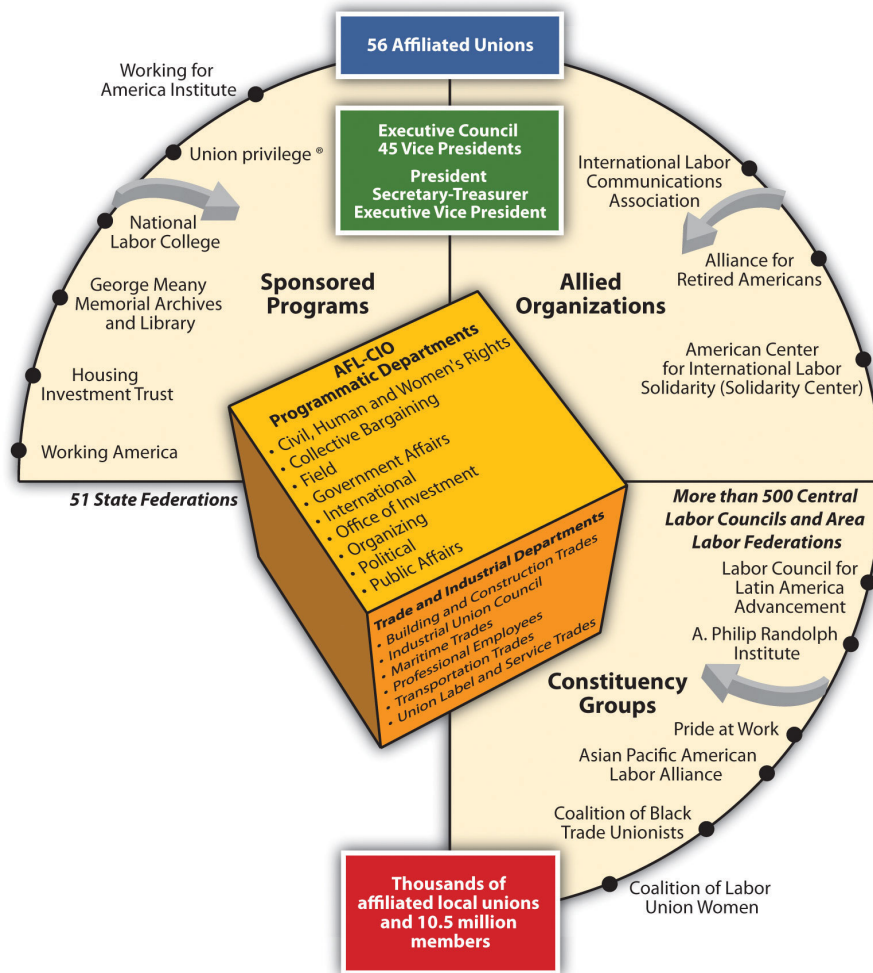 56 Affiliated Unions
Executive Council
45 Vice Presidents
President
Secretary-Treasurer
Executive Vice President
Working for
America Institute
Union privilege ®
National
Labor College
George Meany
Memorial Archives
and Library
Housing
Investment Trust
Working America
Sponsored
Programs
International Labor
Communications
Association
Alliance for
Retired Americans
American Center
for International Labor
Solidarity (Solidarity Center)
Allied
Organizations
AFL-CIO
Programmatic Departments
• Civil, Human and Women's Rights
• Collective Bargaining
• Field
• Government Affairs
• International
• Office of Investment
• Organizing
• Political
• Public Affairs
Trade and Industrial Departments
• Building and Construction Trades
• Industrial Union Council
• Maritime Trades
• Professional Employees
• Transportation Trades
• Union Label and Service Trades
51 State Federations
More than 500 Central
Labor Councils and Area
Labor Federations
Labor Council for
Latin America
Advancement
A. Philip Randolph
Institute
Constituency
Groups
Pride at Work
Asian Pacific American
Labor Alliance
Coalition of Black
Trade Unionists
Coalition of Labor
Union Women
Thousands of
affiliated local unions
and 10.5 million
members